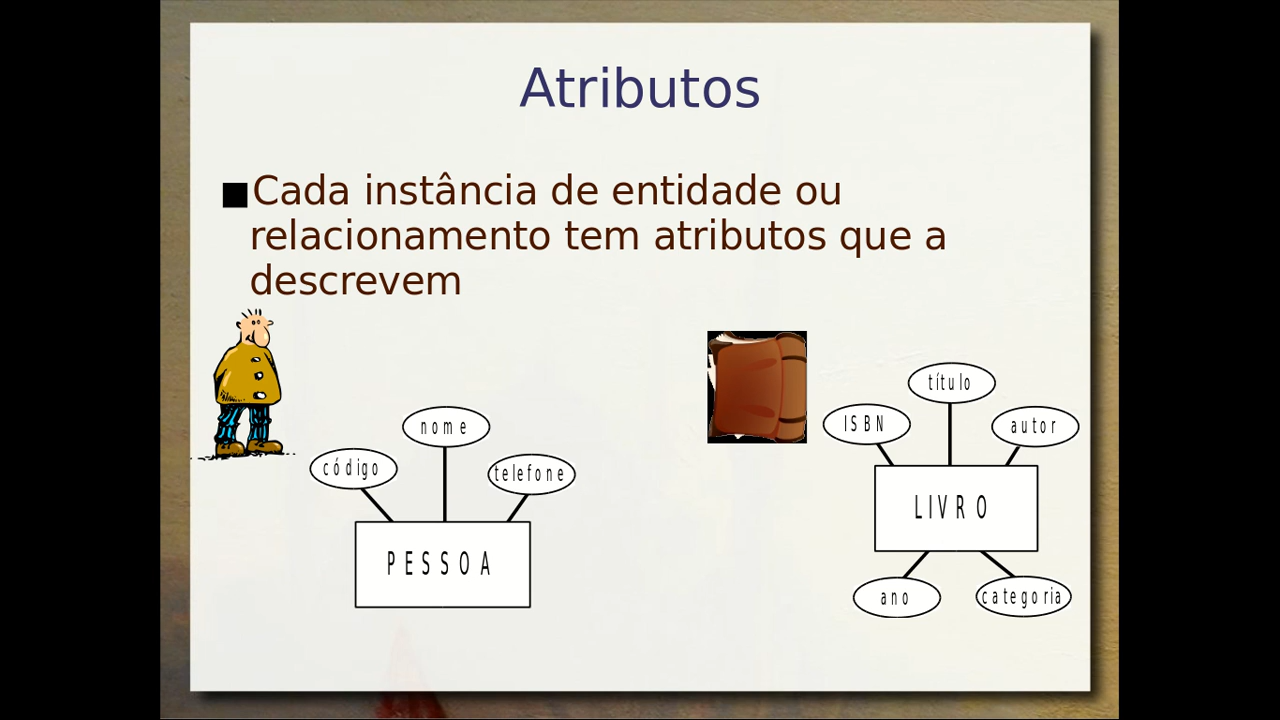 Atributos
Cada instância de entidade ou
relacionamento tem atributos que a
descrevem
título
ISBN
autor
nome
código
telefone
LIVRO
PESSOA
ano
categoria